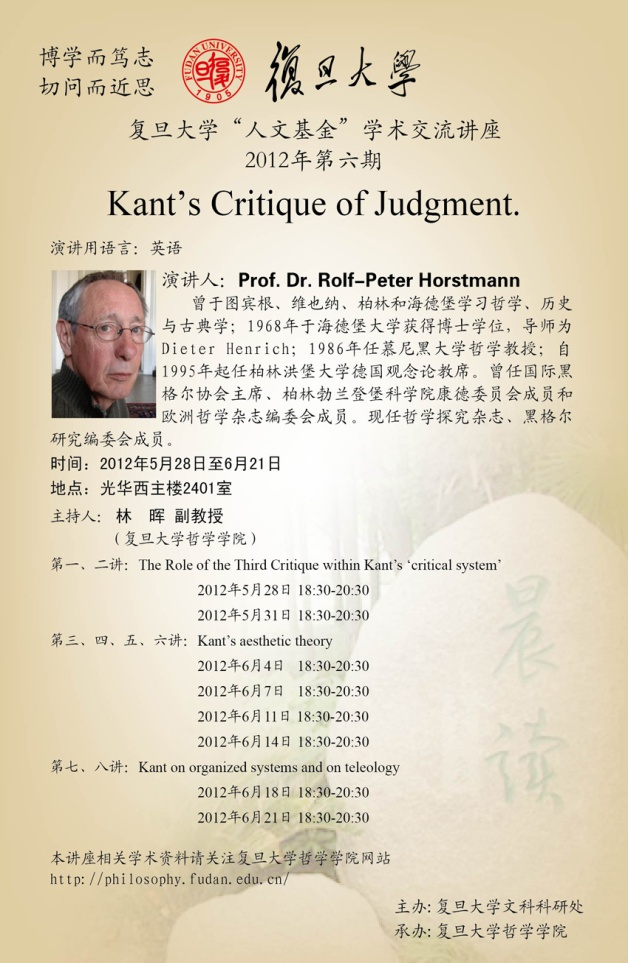 博学而笃志
切问而近思
FUDAN UNIVERSITY
1905
復旦大學
复旦大学“人文基金”学术交流讲座
2012年第六期
Kant’s Critique of Judgment.
演讲用语言：英语
演讲人：Prof. Dr. Rolf-Peter Horstmann
曾于图宾根、维也纳、柏林和海德堡学习哲学、历史
与古典学；1968年于海德堡大学获得博士学位，导师为
Dieter Henrich；1986年任慕尼黑大学哲学教授；自
1995年起任柏林洪堡大学德国观念论教席。曾任国际黑
格尔协会主席、柏林勃兰登堡科学院康德委员会成员和
欧洲哲学杂志编委会成员。现任哲学探究杂志、黑格尔
研究编委会成员。
时间：2012年5月28日至6月21日
地点：光华西主楼2401室
主持人：林 晖 副教授
（复旦大学哲学学院）
第一、二讲：The Role of the Third Critique within Kant’s ‘critical system’
2012年5月28日 18:30-20:30
2012年5月31日 18:30-20:30
第三、四、五、六讲：Kant’s aesthetic theory
2012年6月4日 18:30-20:30
2012年6月7日 18:30-20:30
2012年6月11日 18:30-20:30
2012年6月14日 18:30-20:30
第七、八讲：Kant on organized systems and on teleology
2012年6月18日 18:30-20:30
2012年6月21日 18:30-20:30
晨读
本讲座相关学术资料请关注复旦大学哲学学院网站
http://philosophy.fudan.edu.cn/
主办：复旦大学文科科研处
承办：复旦大学哲学学院